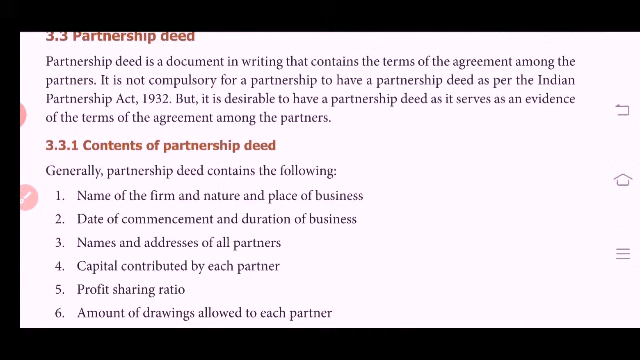 3.3 Partnership deed
Partnership deed is a document in writing that contains the terms of the agreement among the
partners. It is not compulsory for a partnership to have a partnership deed as per the Indian
Partnership Act, 1932. But, it is desirable to have a partnership deed as it serves as an evidence
of the terms of the agreement among the partners.
3.3.1 Contents of partnership deed
Generally, partnership deed contains the following:
1. Name of the firm and nature and place of business
2. Date of commencement and duration of business
3. Names and addresses of all partners
4. Capital contributed by each partner
5. Profit sharing ratio
6. Amount of drawings allowed to each partner